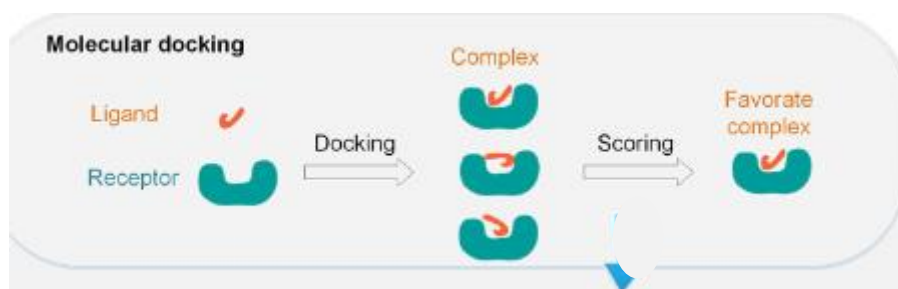 Molecular docking
Complex
Ligand
Favorate
complex
Docking
Scoring
Receptor